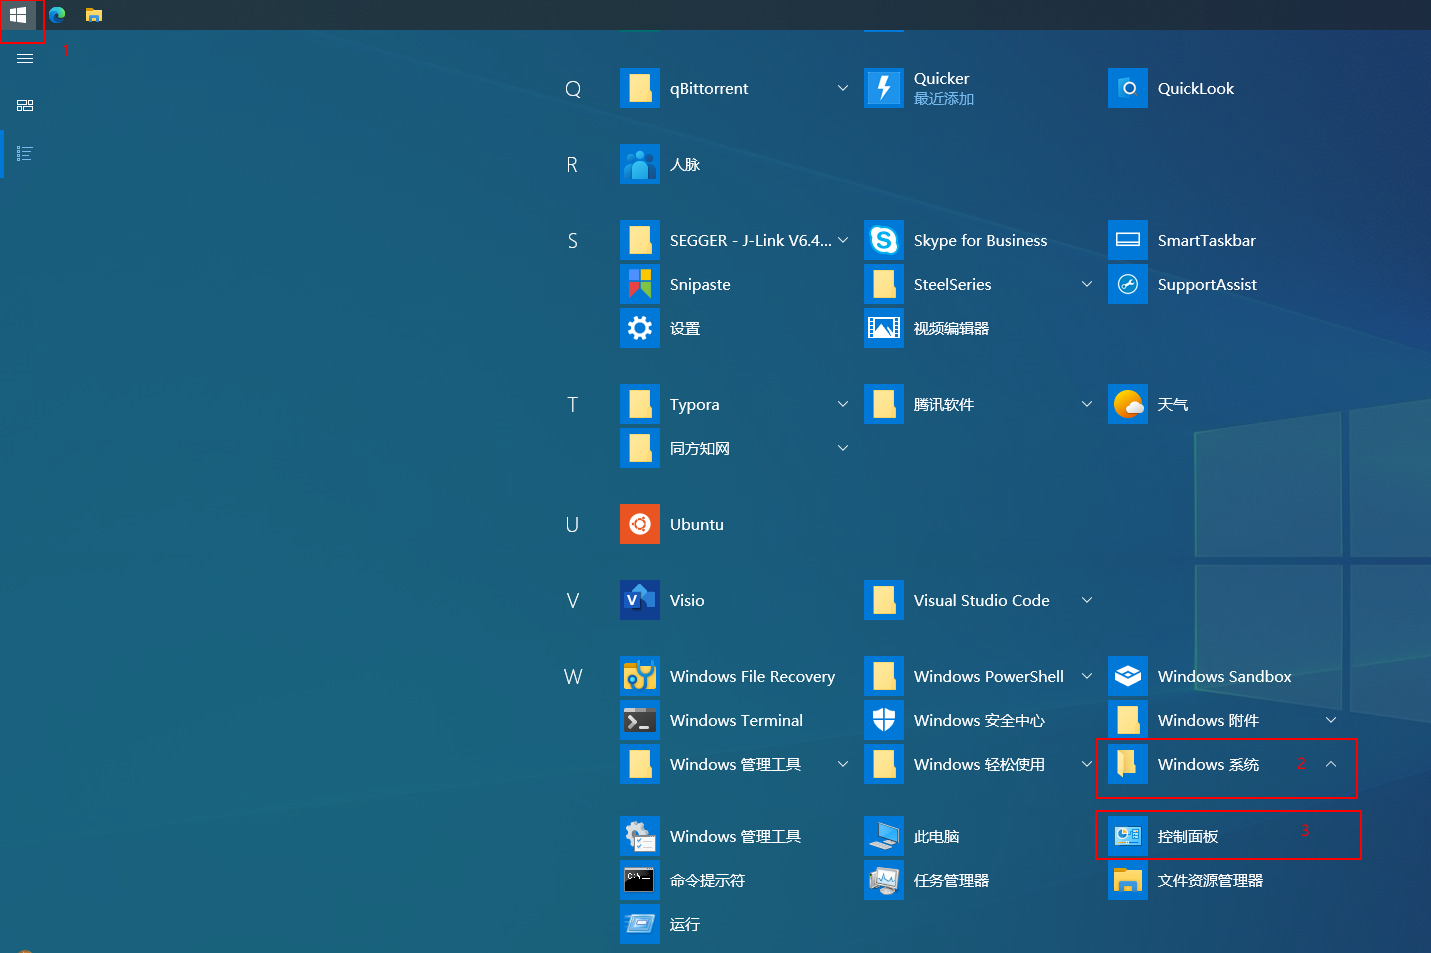 1
Q
qBittorrent
Quicker
最近添加
QuickLook
R
人脉
S
SEGGER - J-Link V6.4...
Skype for Business
SmartTaskbar
Snipaste
SteelSeries
SupportAssist
设置
视频编辑器
T
Typora
腾讯软件
天气
同方知网
U
Ubuntu
V
Visio
Visual Studio Code
W
Windows File Recovery
Windows PowerShell
Windows Sandbox
Windows Terminal
Windows 安全中心
Windows 附件
Windows 管理工具
Windows 轻松使用
Windows 系统
2
Windows 管理工具
此电脑
控制面板
3
命令提示符
任务管理器
文件资源管理器
运行